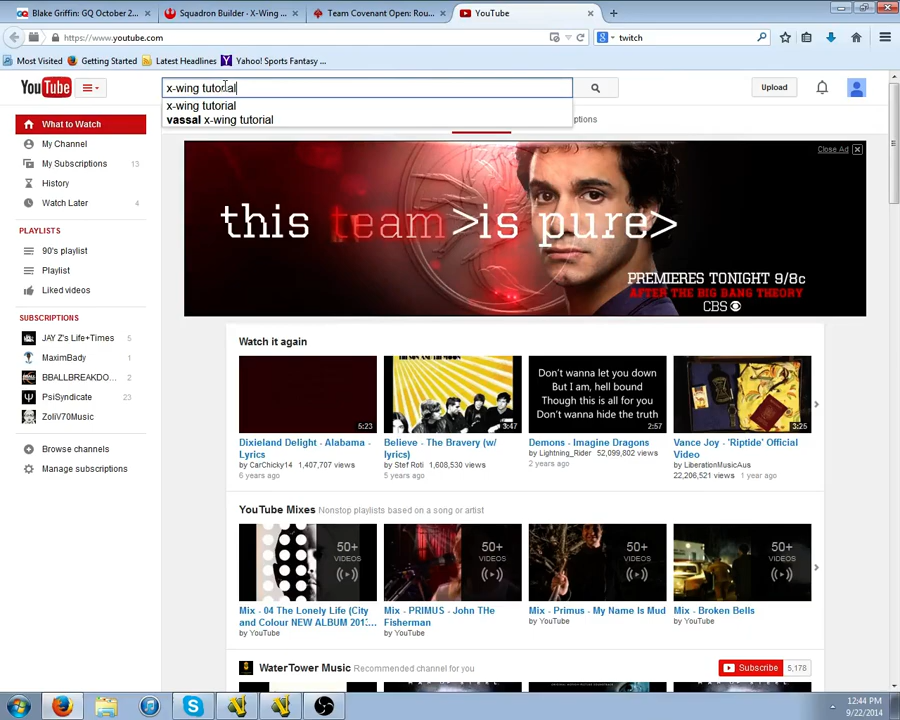 Blake Griffin: GQ October 2...
Squadron Builder - X-Wing ...
Team Covenant Open: Rou...
YouTube
https://www.youtube.com
twitch
Most Visited
Getting Started
Latest Headlines
Yahoo! Sports Fantasy ...
YouTube
x-wing tutorial
Upload
x-wing tutorial
vassal x-wing tutorial
ptions
What to Watch
My Channel
My Subscriptions 13
History
Watch Later 4
PLAYLISTS
90's playlist
Playlist
Liked videos
SUBSCRIPTIONS
JAY Z's Life+Times 5
MaximBady 1
BBALLBREAKDO... 2
PsiSyndicate 4
ZoliV70Music
Browse channels
Manage subscriptions
Close Ad
this team>is pure>
PREMIERES TONIGHT 9/8c
AFTER THE BIG BANG THEORY
CBS
Watch it again
5:23
3:47
Don't wanna let you down
But I am, hell bound
Though this is all for you
Don't wanna hide the truth
2:57
3:25
Dixieland Delight - Alabama -
Lyrics
by CarChicky14 1,407,707 views
6 years ago
Believe - The Bravery (w/
lyrics)
by Stef Roti 1,608,530 views
5 years ago
Demons - Imagine Dragons
by Lightning_Rider 52,099,802 views
2 years ago
Vance Joy - 'Riptide' Official
Video
by LiberationMusicAus
22,206,521 views 1 year ago
YouTube Mixes Nonstop playlists based on a song or artist
50+
VIDEOS
50+
VIDEOS
50+
VIDEOS
50+
VIDEOS
Mix - 04 The Lonely Life (City
and Colour NEW ALBUM 201:...
by YouTube
Mix - PRIMUS - John THe
Fisherman
by YouTube
Mix - Primus - My Name Is Mud
by YouTube
Mix - Broken Bells
by YouTube
WaterTower Music Recommended channel for you
Subscribe 5,178
12:44 PM
9/22/2014